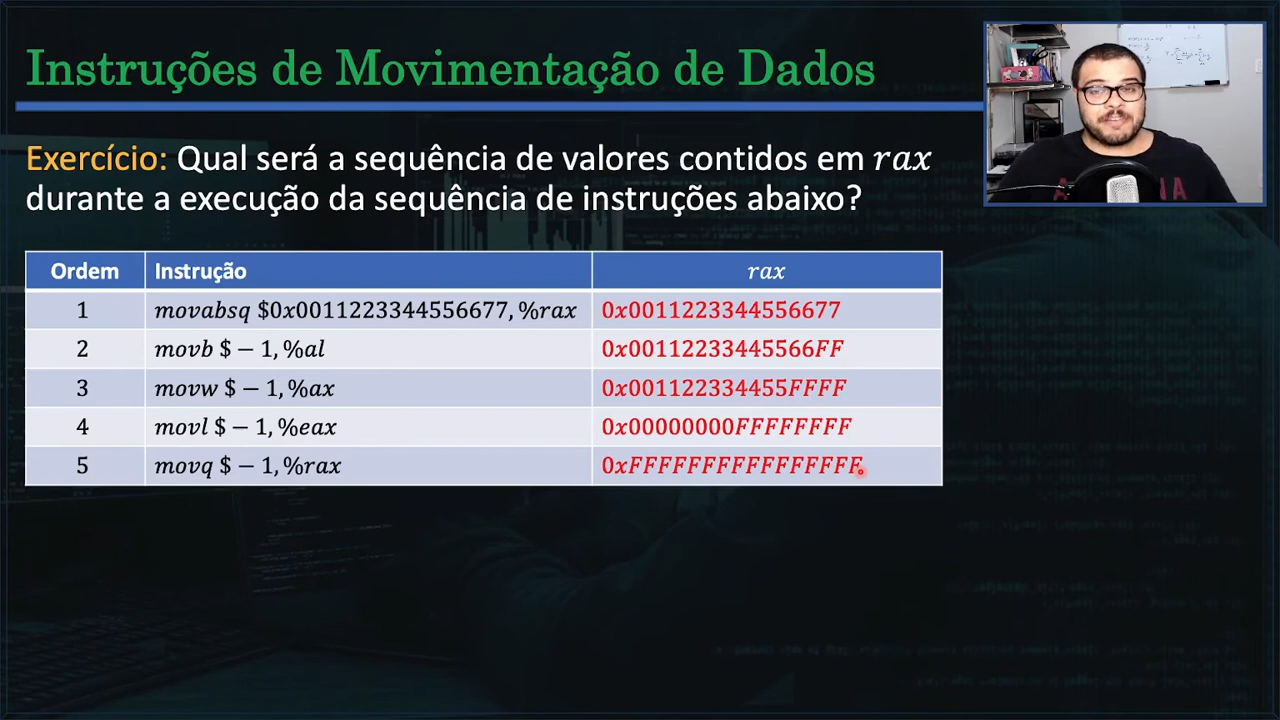 Instruções de Movimentação de Dados
Exercício: Qual será a sequência de valores contidos em rax
durante a execução da sequência de instruções abaixo?
Ordem Instrução rax
1 movabsq $0x0011223344556677, %rax 0x0011223344556677
2 movb $ − 1, %al 0x00112233445566FF
3 movw $ − 1, %ax 0x001122334455FFFF
4 movl $ − 1, %eax 0x00000000FFFFFFFF
5 movq $ − 1, %rax 0xFFFFFFFFFFFFFFFF